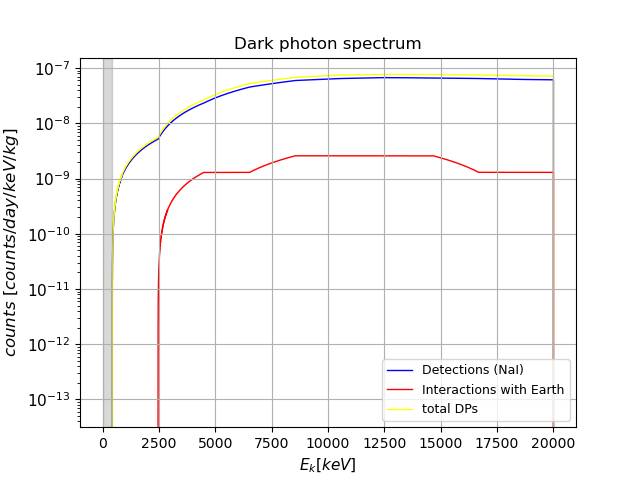 Dark photon spectrum
counts [counts/day/keV/kg]
10⁻⁷
10⁻⁸
10⁻⁹
10⁻¹⁰
10⁻¹¹
10⁻¹²
10⁻¹³
Detections (NaI)
Interactions with Earth
total DPs
0 2500 5000 7500 10000 12500 15000 17500 20000
Eₖ[keV]